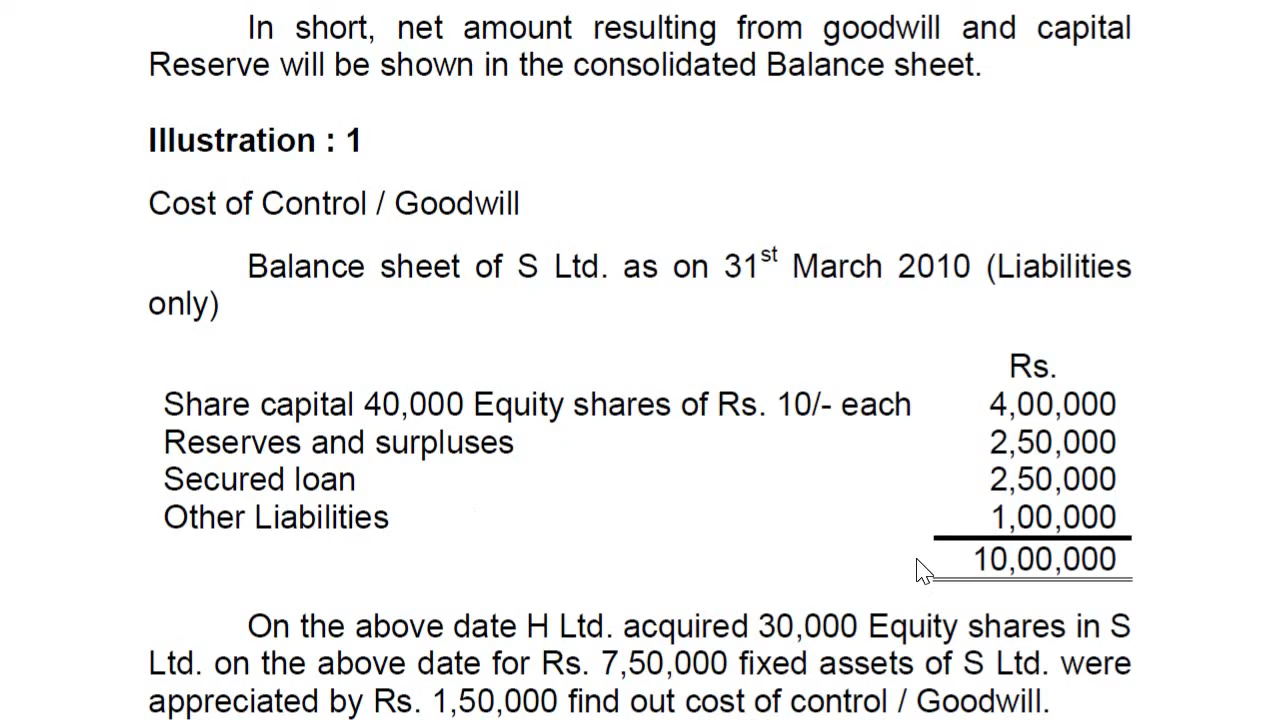 In short, net amount resulting from goodwill and capital
Reserve will be shown in the consolidated Balance sheet.
Illustration : 1
Cost of Control / Goodwill
Balance sheet of S Ltd. as on 31st March 2010 (Liabilities
only)
Rs.
Share capital 40,000 Equity shares of Rs. 10/- each 4,00,000
Reserves and surpluses 2,50,000
Secured loan 2,50,000
Other Liabilities 1,00,000
10,00,000
On the above date H Ltd. acquired 30,000 Equity shares in S
Ltd. on the above date for Rs. 7,50,000 fixed assets of S Ltd. were
appreciated by Rs. 1,50,000 find out cost of control / Goodwill.